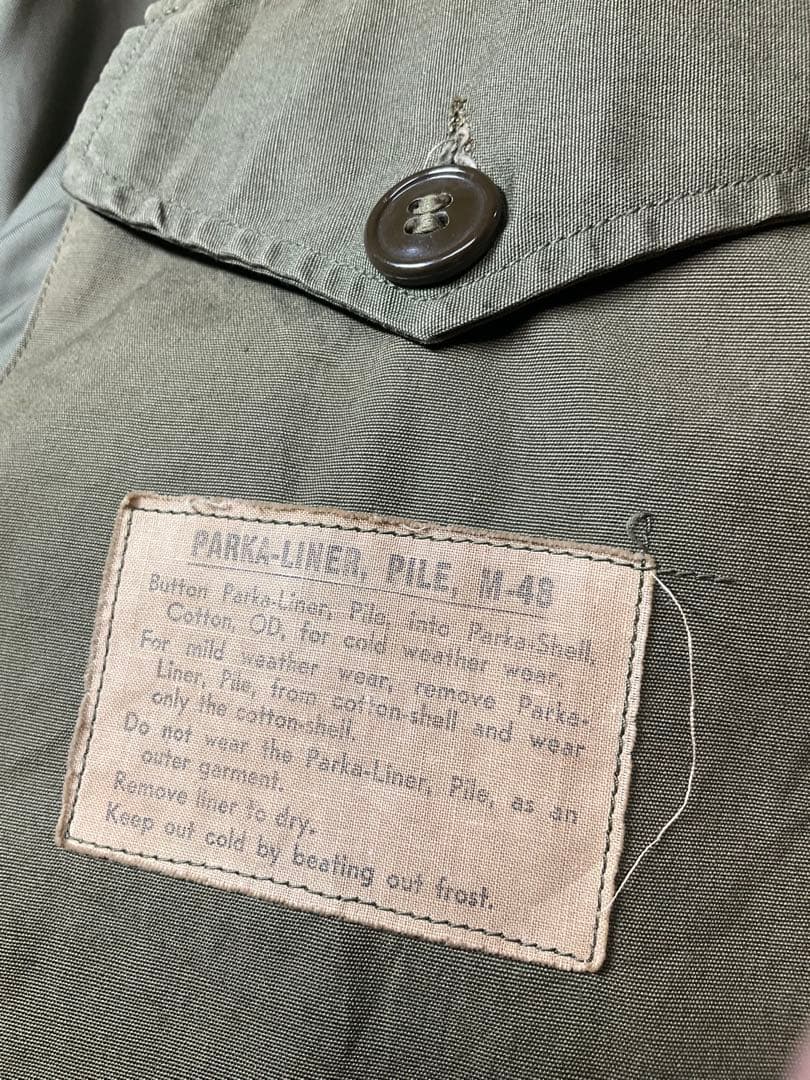 PARKA-LINER, PILE, M-48
Button Parka-Liner, Pile, into Parka-Shell,
Cotton, OD, for cold weather wear.
For mild weather wear, remove Parka-
Liner, Pile, from cotton-shell and wear
only the cotton-shell.
Do not wear the Parka-Liner, Pile, as an
outer garment.
Remove liner to dry.
Keep out cold by beating out frost.